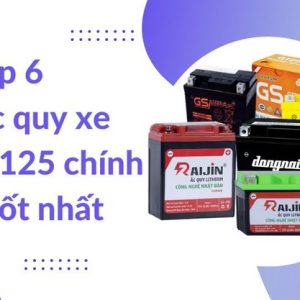 p 6
c quy xe
125 chính
ốt nhất
GS
GS
RAIJIN
ẮC QUY LITHIUM
CÔNG NGHỆ NHẬT BẢN
dongnai
RAIJIN
ẮC QUY LITHIUM
CÔNG NGHỆ NHẬT BẢN